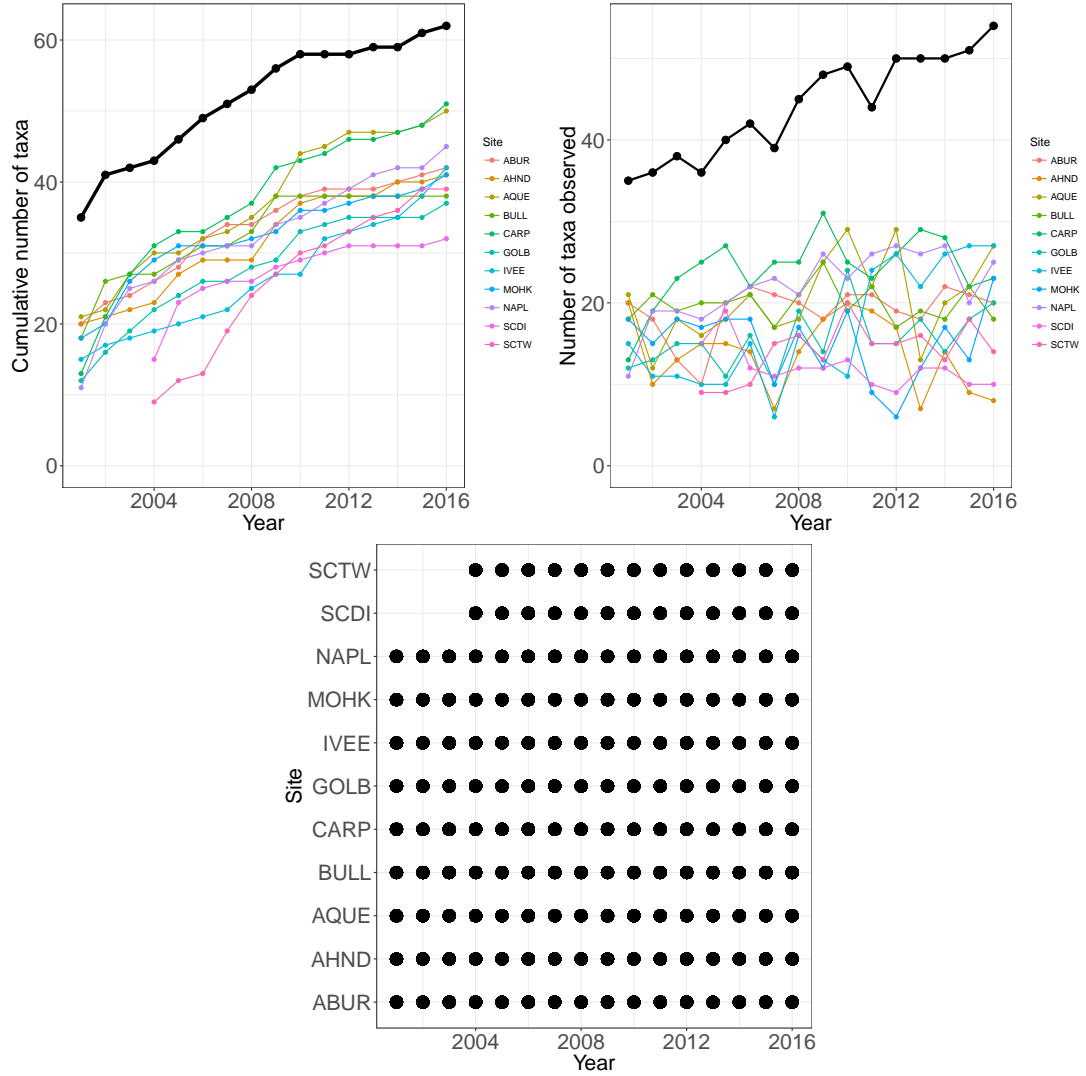 Cumulative number of taxa
60
40
20
0
2004 2008 2012 2016
Year
Site
ABUR
AHND
AQUE
BULL
CARP
GOLB
IVEE
MOHK
NAPL
SCDI
SCTW
Number of taxa observed
40
20
0
2004 2008 2012 2016
Year
Site
ABUR
AHND
AQUE
BULL
CARP
GOLB
IVEE
MOHK
NAPL
SCDI
SCTW
Site
SCTW
SCDI
NAPL
MOHK
IVEE
GOLB
CARP
BULL
AQUE
AHND
ABUR
2004 2008 2012 2016
Year